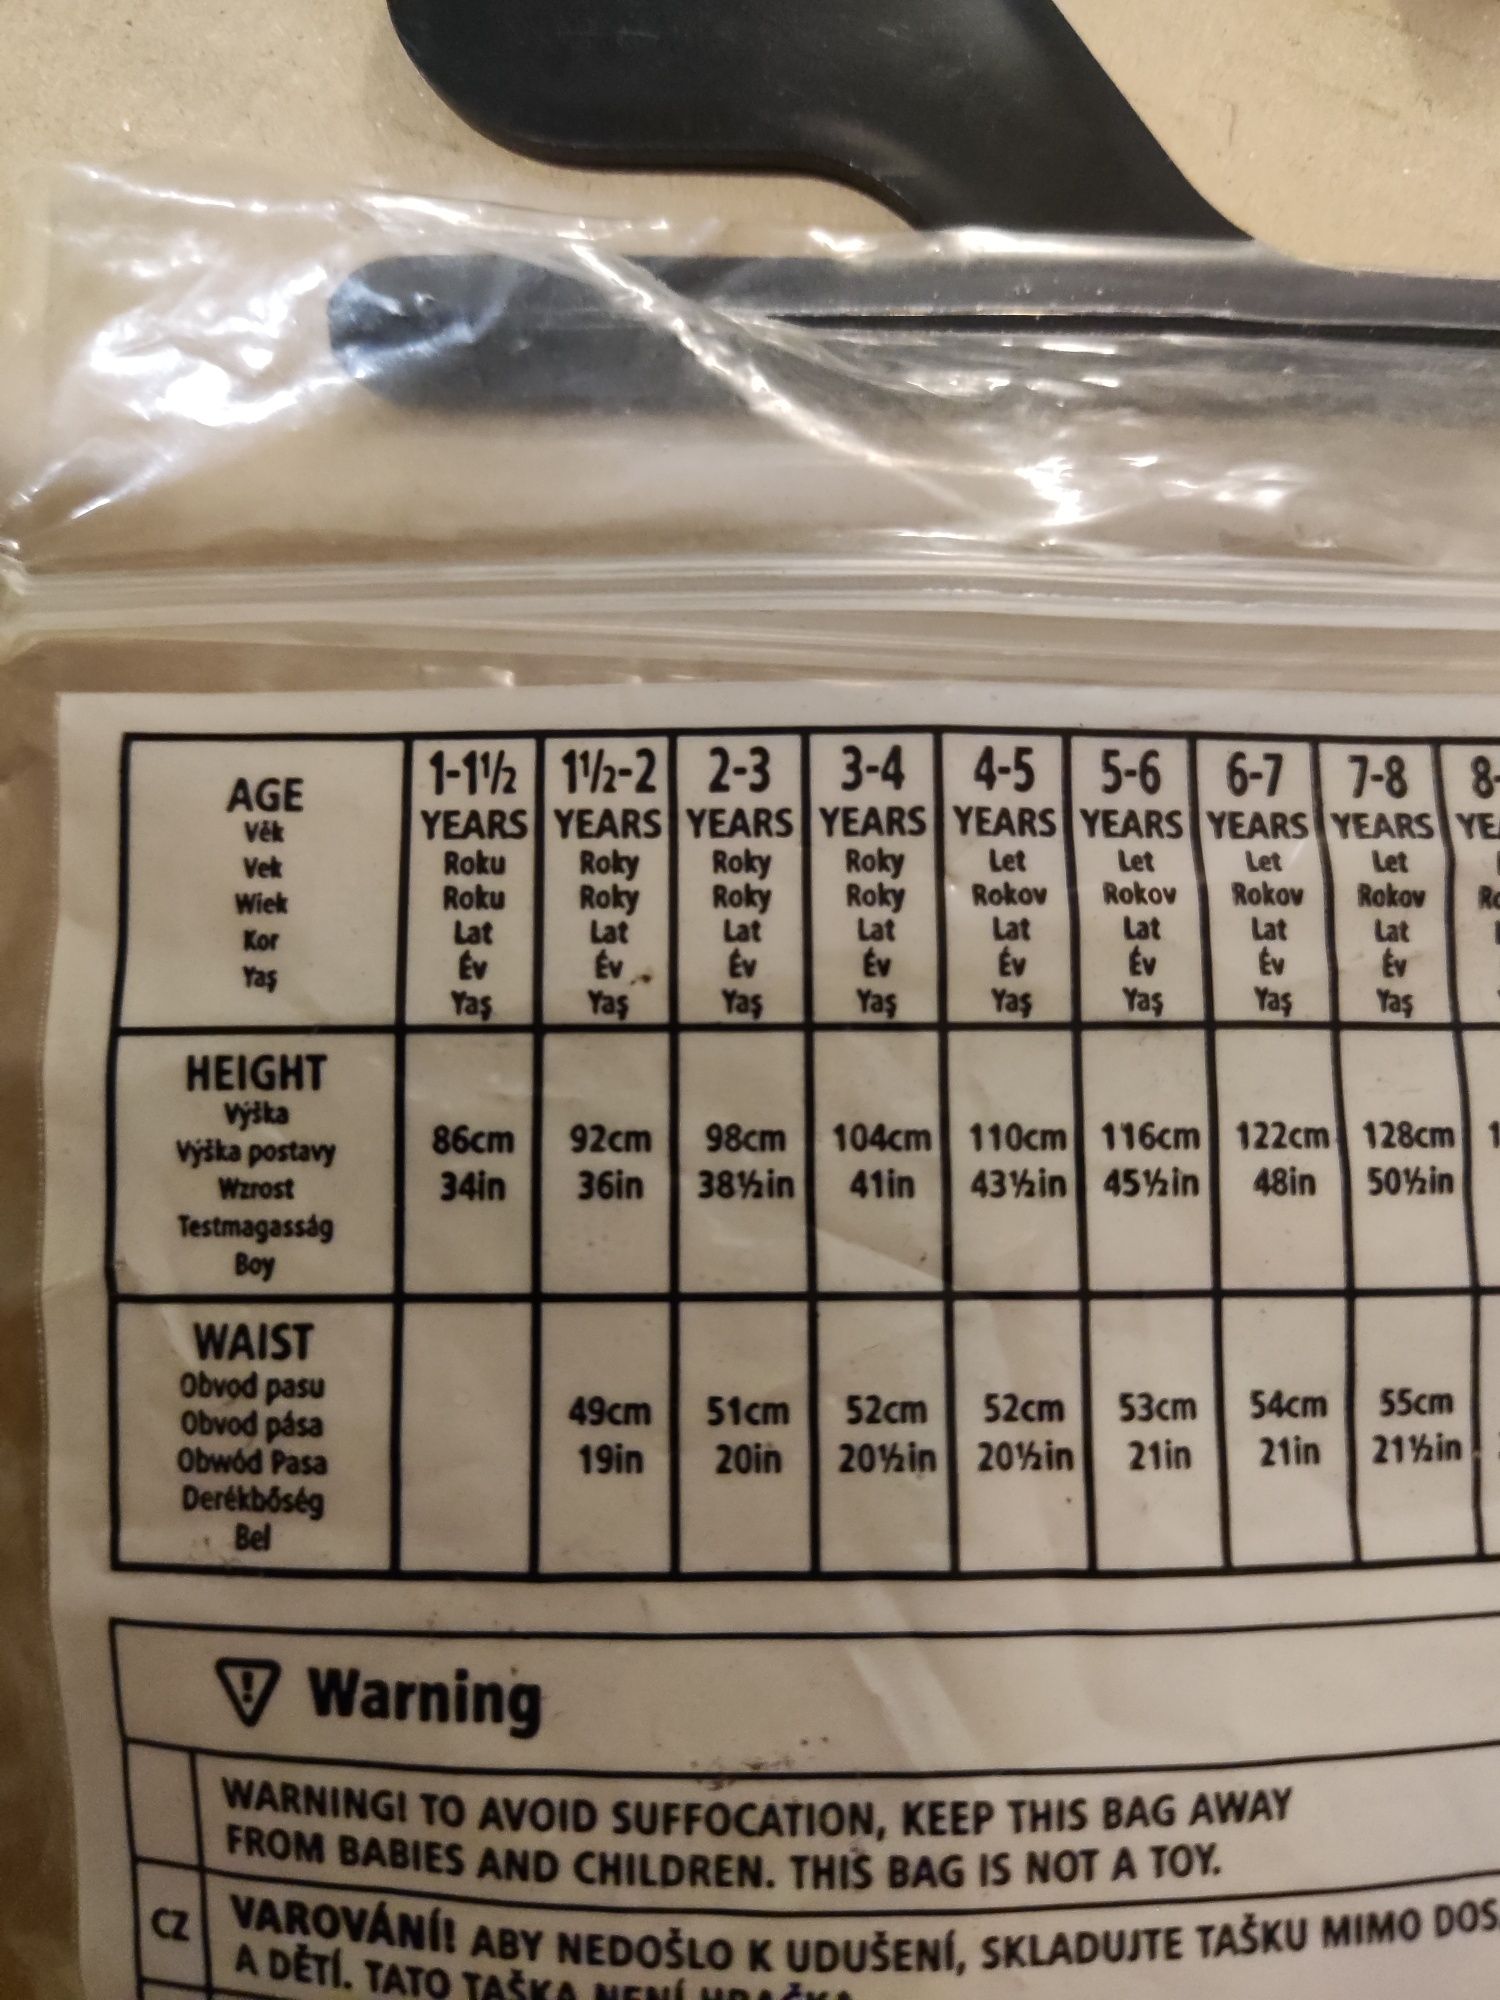 AGE 1-1½ 1½-2 2-3 3-4 4-5 5-6 6-7 7-8 8-
YEARS YEARS YEARS YEARS YEARS YEARS YEARS YEARS YE
Věk Roku Roky Roky Roky Let Let Let Let
Vek Roku Roky Roky Roky Rokov Rokov Rokov Rokov
Wiek Lat Lat Lat Lat Lat Lat Lat Lat
Kor Év Év Év Év Év Év Év Év
Yaş Yaş Yaş Yaş Yaş Yaş Yaş Yaş Yaş
HEIGHT
Výška
Výška postavy 86cm 92cm 98cm 104cm 110cm 116cm 122cm 128cm
Wzrost 34in 36in 38½in 41in 43½in 45½in 48in 50½in
Testmagasság
Boy
WAIST
Obvod pasu
Obvod pása 49cm 51cm 52cm 52cm 53cm 54cm 55cm
Obwód Pasa 19in 20in 20½in 20½in 21in 21in 21½in
Derékbőség
Bel
Warning
WARNING! TO AVOID SUFFOCATION, KEEP THIS BAG AWAY
FROM BABIES AND CHILDREN. THIS BAG IS NOT A TOY.
CZ VAROVÁNÍ! ABY NEDOŠLO K UDUŠENÍ, SKLADUJTE TAŠKU MIMO DOS
A DĚTÍ. TATO TAŠKA NENÍ HRAČKA